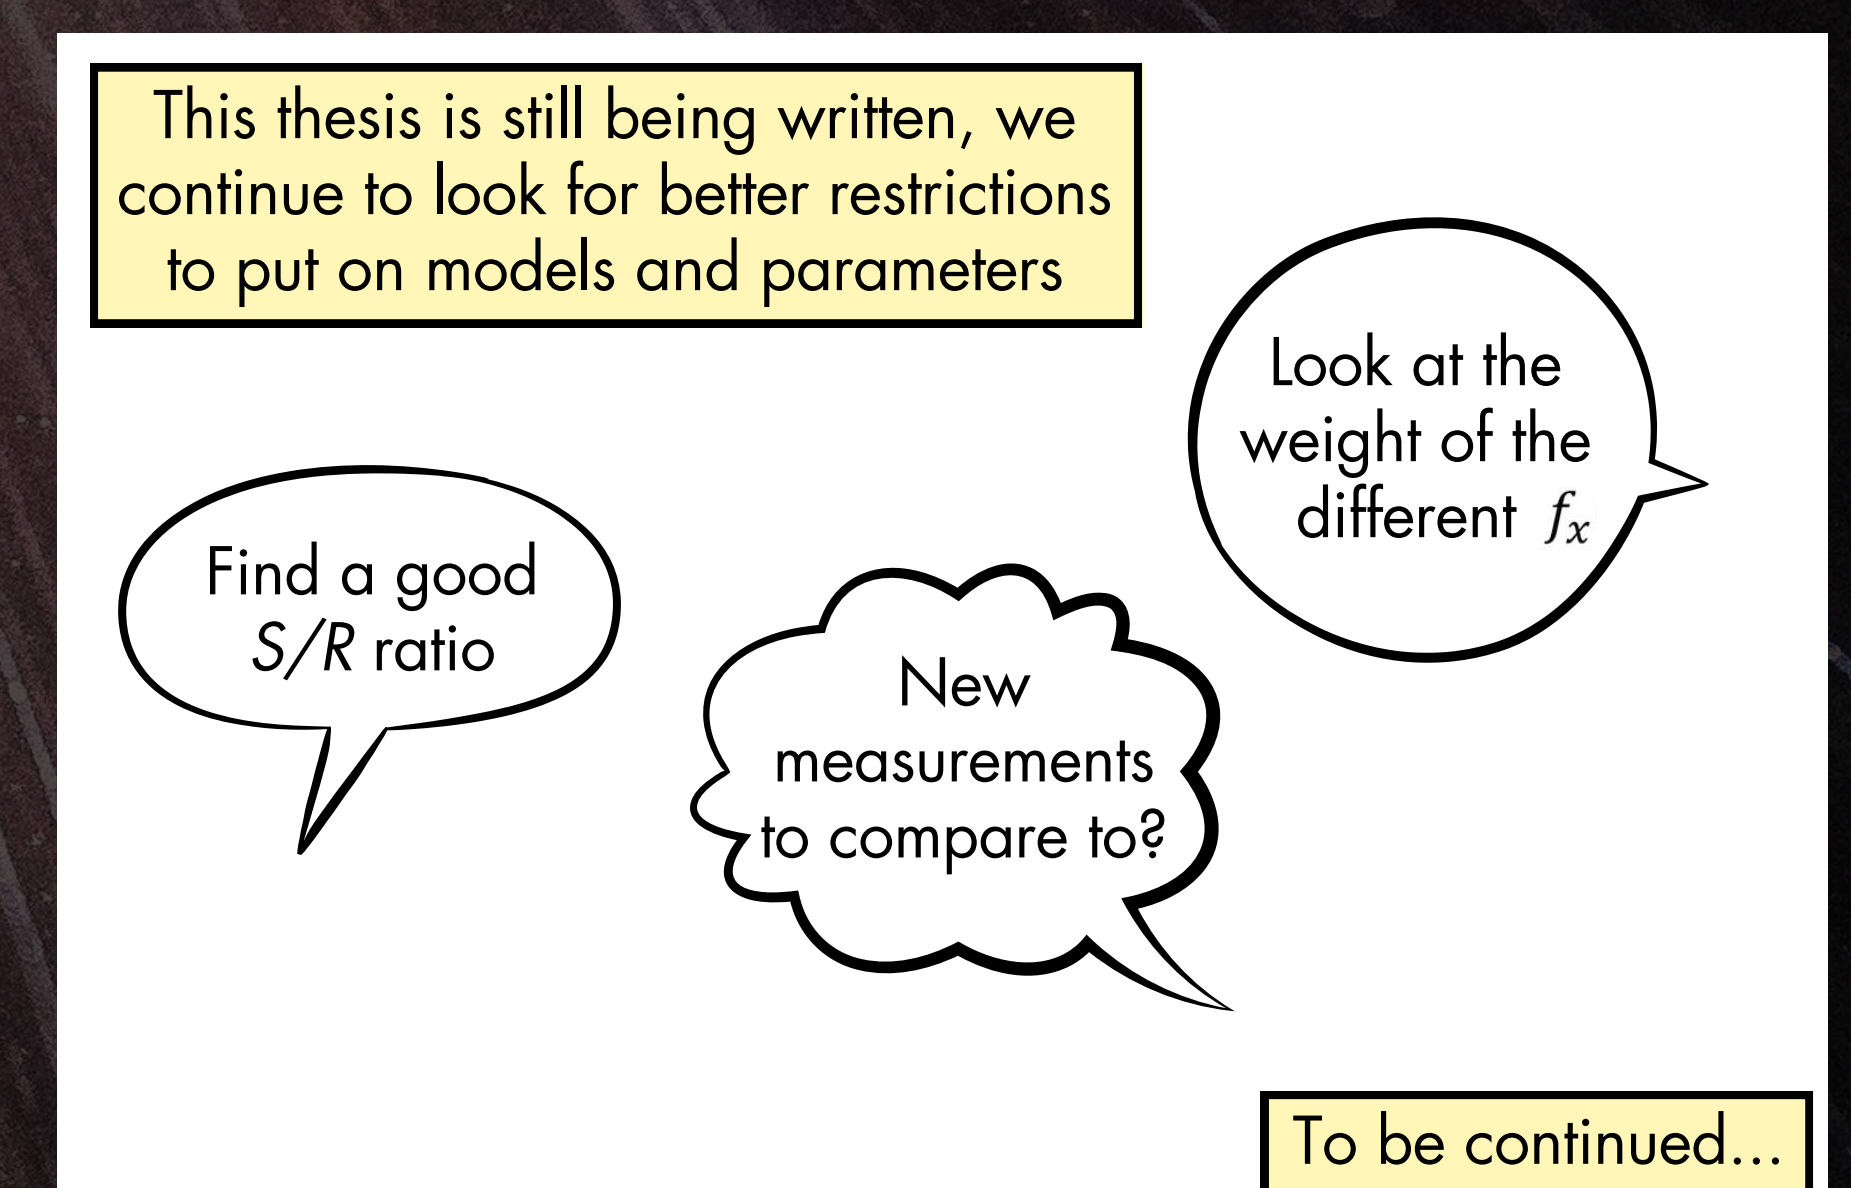 This thesis is still being written, we
continue to look for better restrictions
to put on models and parameters
Look at the
weight of the
different fₓ
Find a good
S/R ratio
New
measurements
to compare to?
To be continued...